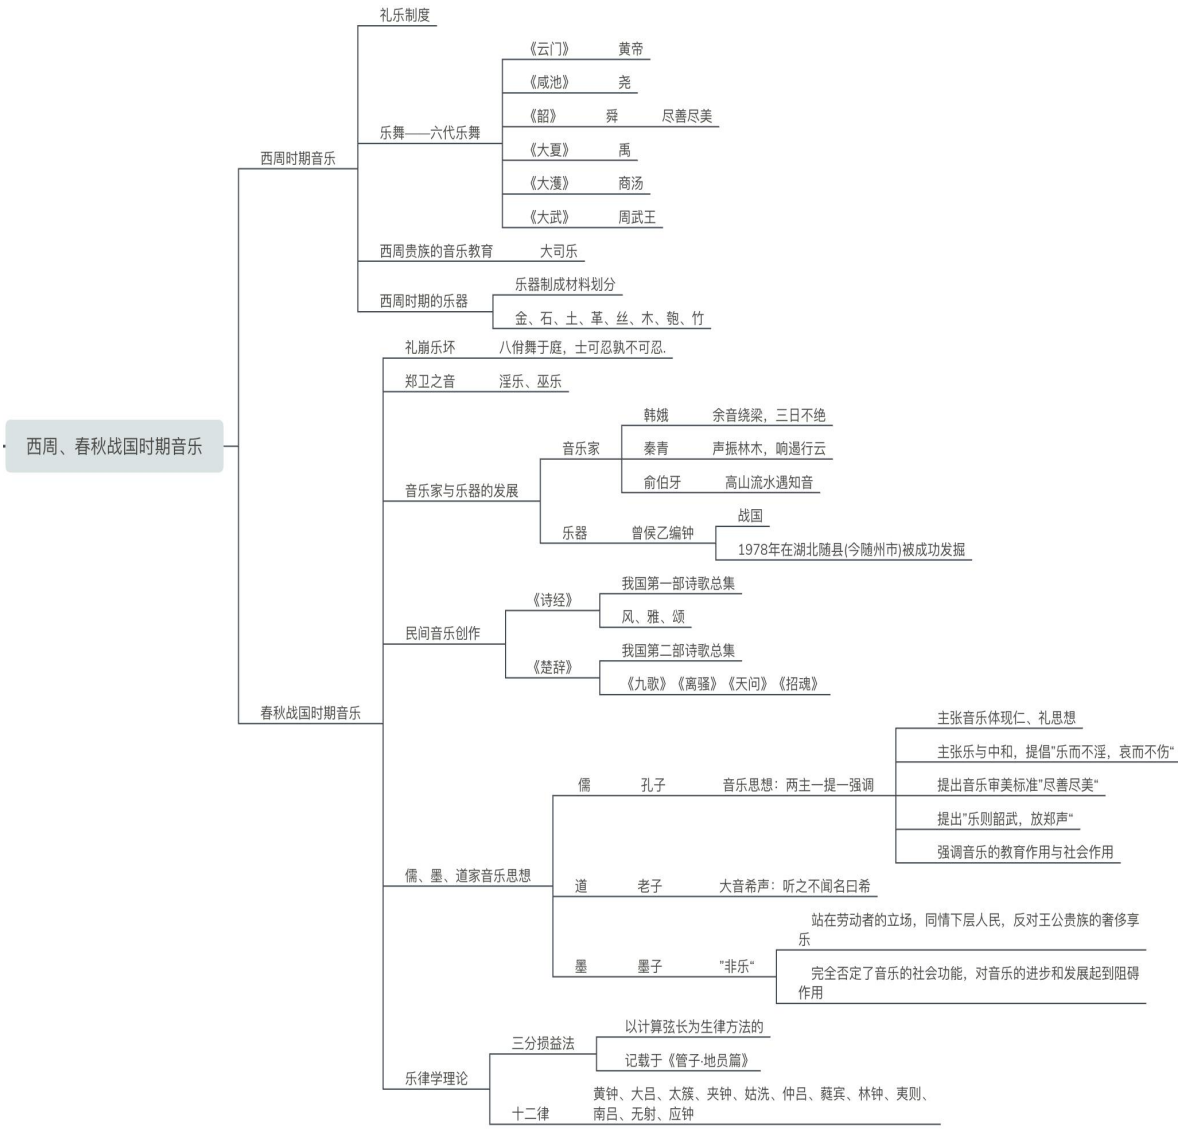 礼乐制度
《云门》 黄帝
《咸池》 尧
《韶》 舜 尽善尽美
乐舞——六代乐舞
《大夏》 禹
西周时期音乐
《大濩》 商汤
《大武》 周武王
西周贵族的音乐教育 大司乐
乐器制成材料划分
西周时期的乐器
金、石、土、革、丝、木、匏、竹
礼崩乐坏 八佾舞于庭，士可忍孰不可忍.
郑卫之音 淫乐、巫乐
韩娥 余音绕梁，三日不绝
西周、春秋战国时期音乐
音乐家 秦青 声振林木，响遏行云
俞伯牙 高山流水遇知音
音乐家与乐器的发展
战国
乐器 曾侯乙编钟
1978年在湖北随县(今随州市)被成功发掘
我国第一部诗歌总集
《诗经》
风、雅、颂
民间音乐创作
我国第二部诗歌总集
《楚辞》
《九歌》《离骚》《天问》《招魂》
春秋战国时期音乐
主张音乐体现仁、礼思想
主张乐与中和，提倡"乐而不淫，哀而不伤“
儒 孔子 音乐思想：两主一提一强调
提出音乐审美标准"尽善尽美“
提出"乐则韶武，放郑声“
强调音乐的教育作用与社会作用
儒、墨、道家音乐思想
道 老子 大音希声：听之不闻名曰希
站在劳动者的立场，同情下层人民，反对王公贵族的奢侈享
乐
墨 墨子 "非乐“
完全否定了音乐的社会功能，对音乐的进步和发展起到阻碍
作用
以计算弦长为生律方法的
三分损益法
记载于《管子·地员篇》
乐律学理论
黄钟、大吕、太簇、夹钟、姑洗、仲吕、蕤宾、林钟、夷则、
十二律
南吕、无射、应钟